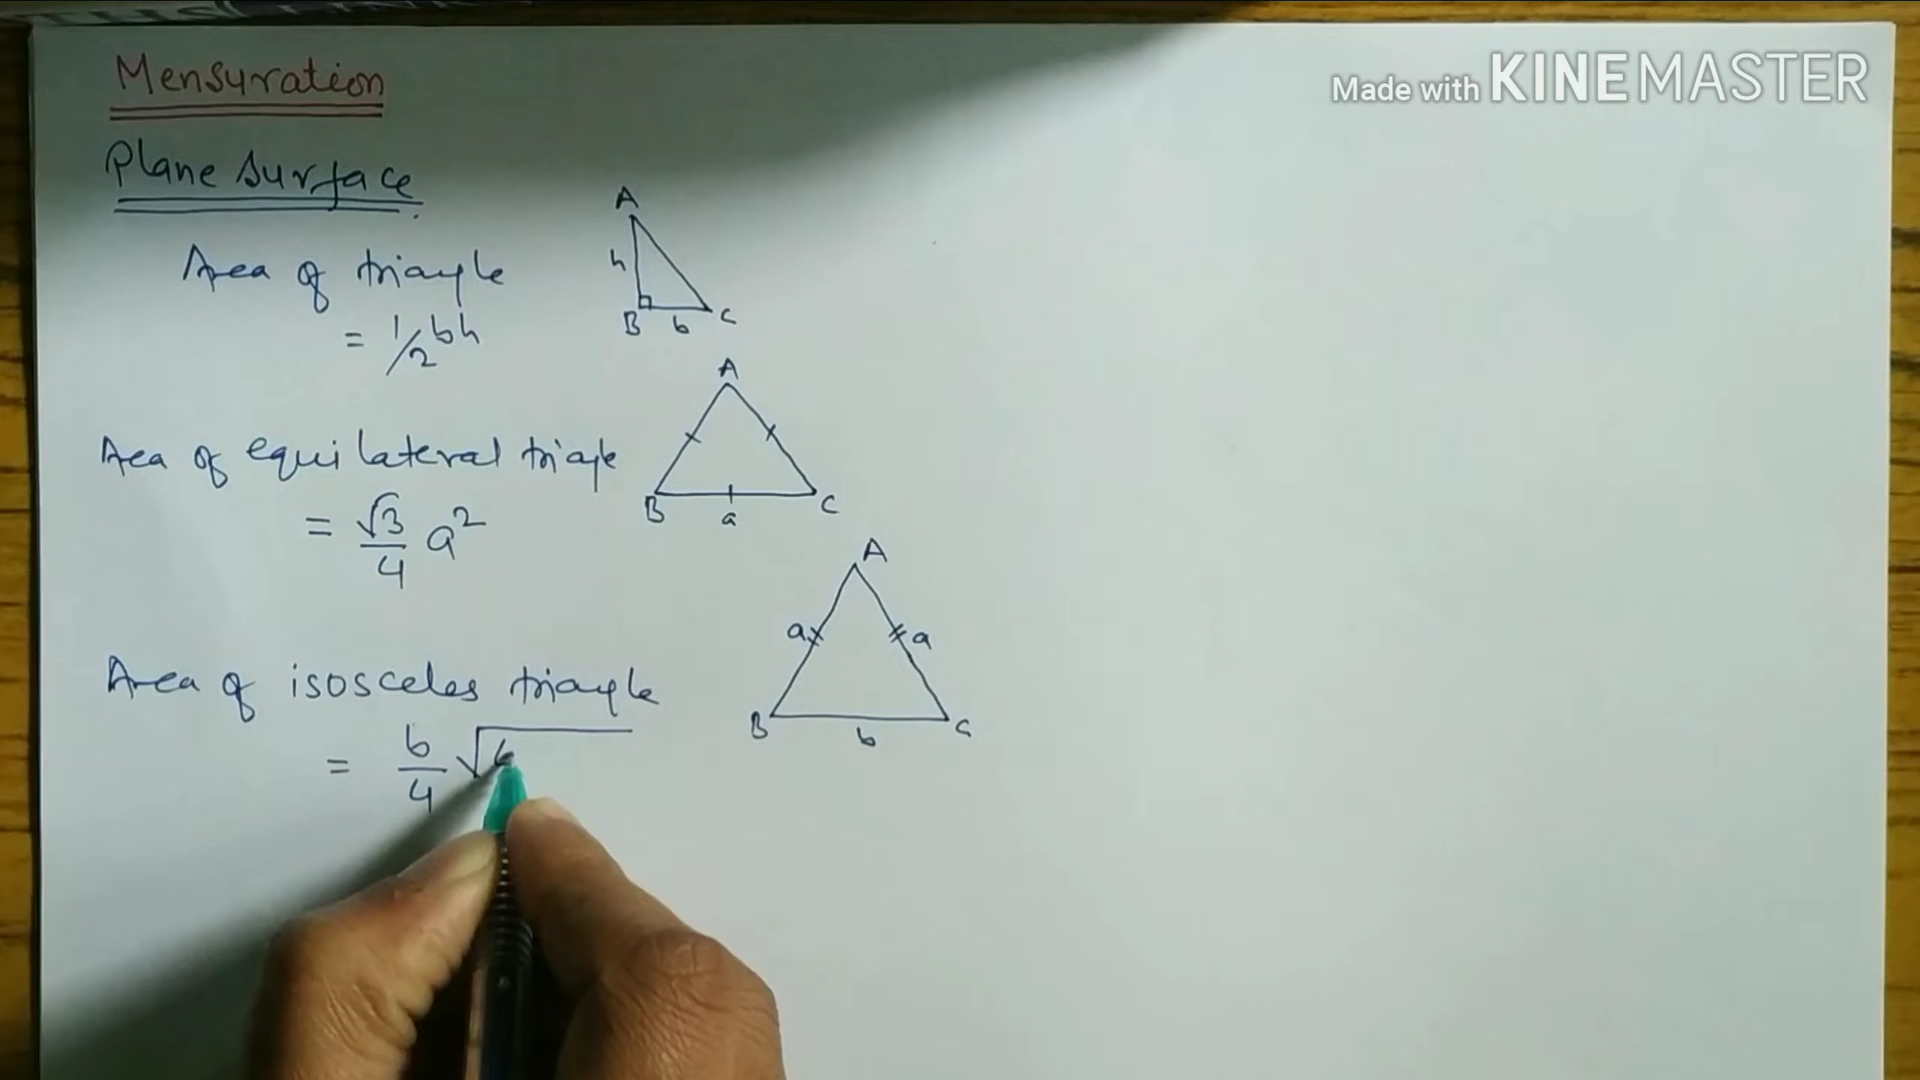 Made with KINEMASTER
Mensuration
Plane surface
Area of triangle
= 1/2 bh
A
h
B b C
Area of equilateral triangle
= √3/4 a²
A
B a C
Area of isosceles triangle
= b/4 √
A
a a
B b C